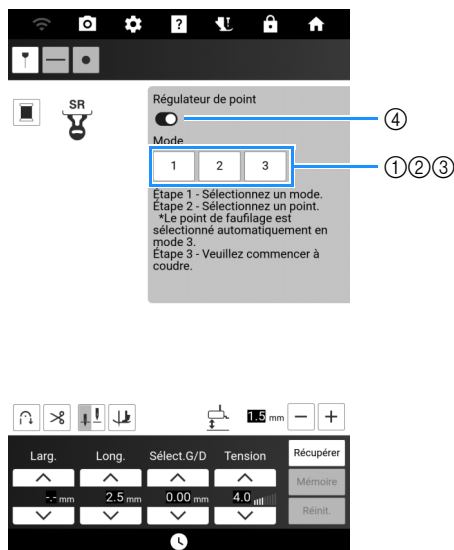 ?
SR
Régulateur de point
④
Mode
1 2 3
①②③
Étape 1 - Sélectionnez un mode.
Étape 2 - Sélectionnez un point.
*Le point de faufilage est
sélectionné automatiquement en
mode 3.
Étape 3 - Veuillez commencer à
coudre.
1.5 mm − +
Larg. Long. Sélect.G/D Tension Récupérer
Mémoire
-.- mm 2.5 mm 0.00 mm 4.0
Réinit.